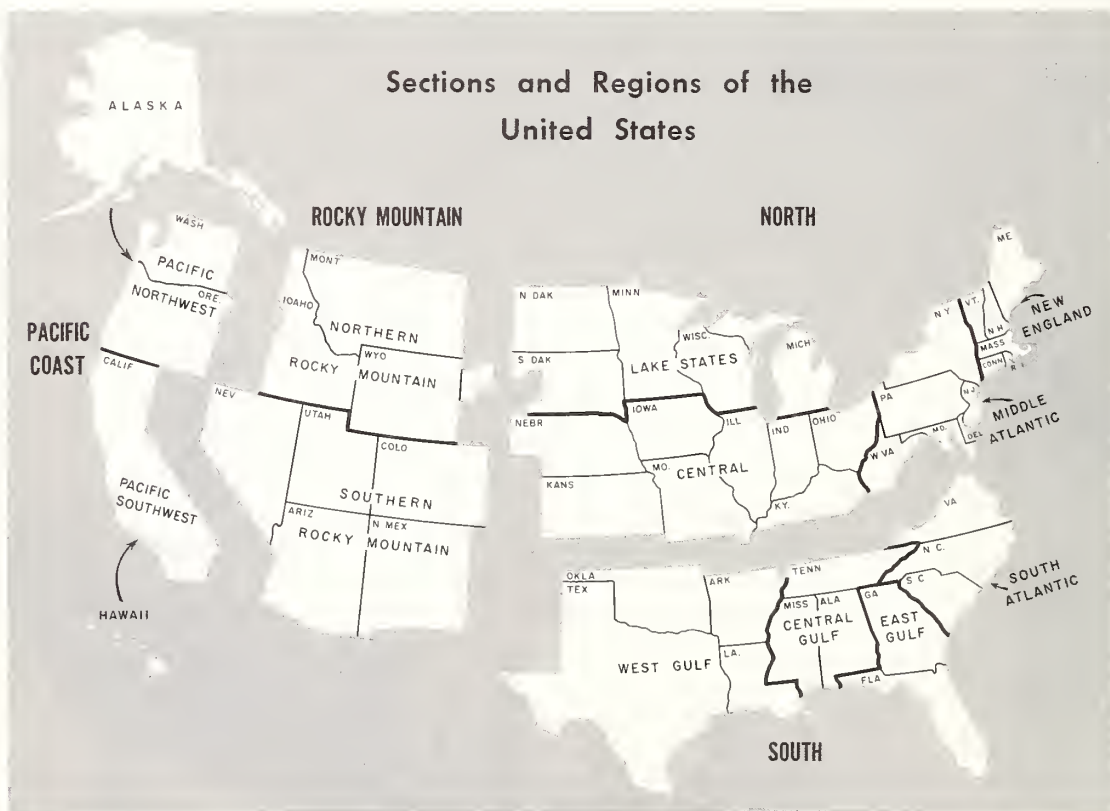 Sections and Regions of the
United States
ALASKA
ROCKY MOUNTAIN
NORTH
PACIFIC
COAST
SOUTH
WASH
PACIFIC
ORE.
NORTHWEST
CALIF
PACIFIC
SOUTHWEST
HAWAII
MONT
IDAHO
NORTHERN
WYO
ROCKY MOUNTAIN
NEV
UTAH
COLO
SOUTHERN
ARIZ
N MEX
ROCKY MOUNTAIN
N DAK
MINN
S DAK
WISC.
MICH
LAKE STATES
NEBR
IOWA
ILL
IND
OHIO
KANS
MO.
CENTRAL
KY.
W VA
ME
N Y
VT.
N H
NEW
ENGLAND
MASS
CONN
R I
PA
N J
MIDDLE
ATLANTIC
MD.
DEL
VA
N C.
S C
SOUTH
ATLANTIC
OKLA
TEX
ARK
LA.
WEST GULF
TENN
MISS
ALA
GA
CENTRAL
GULF
EAST
GULF
FLA